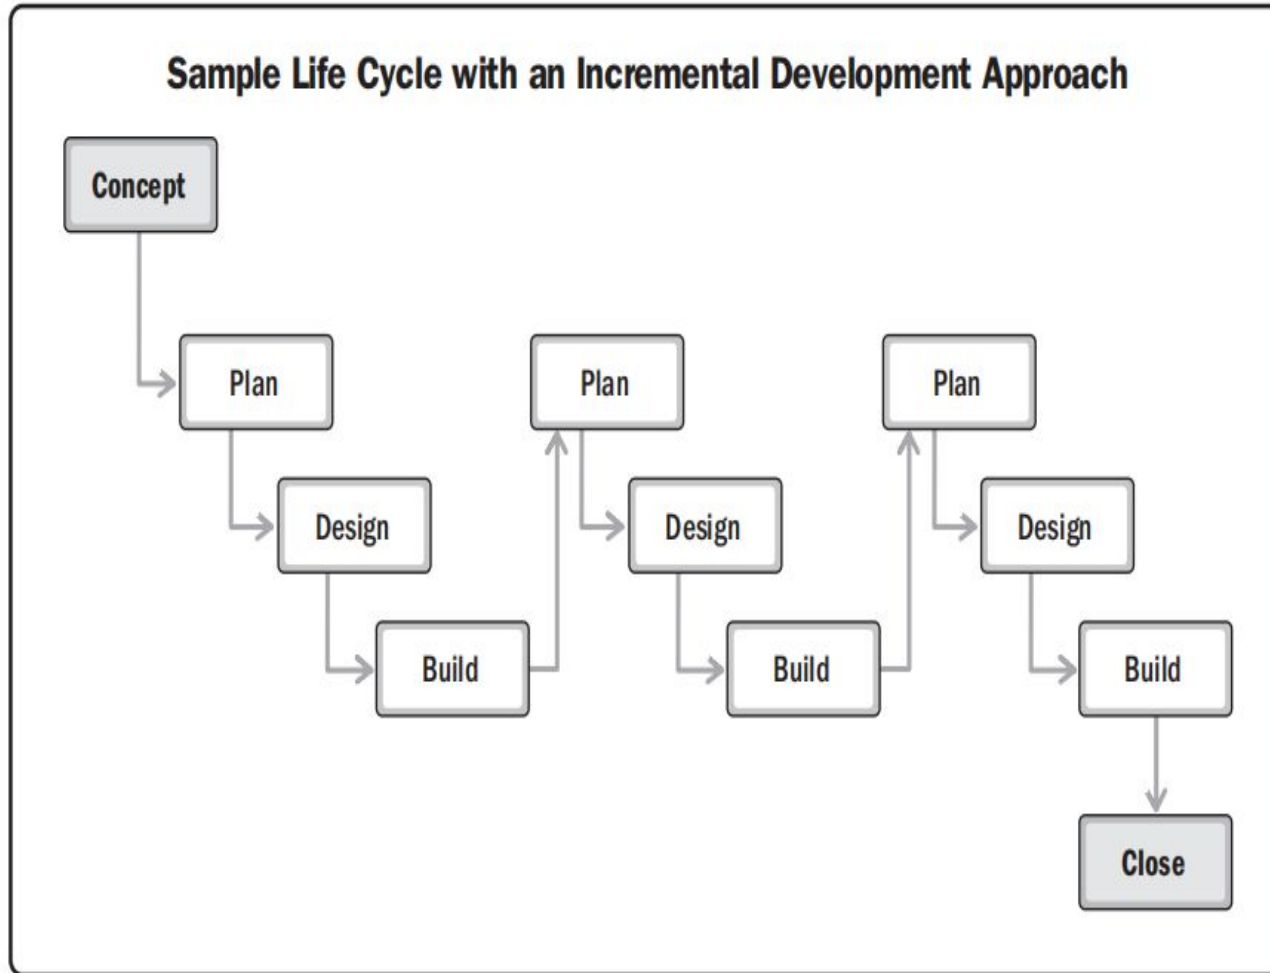 Sample Life Cycle with an Incremental Development Approach
Concept
Plan
Plan
Plan
Design
Design
Design
Build
Build
Build
Close